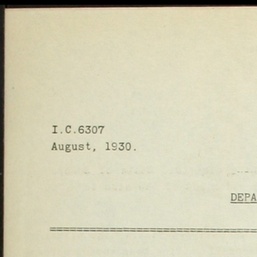 I.C.6307
August, 1930.
DEPA